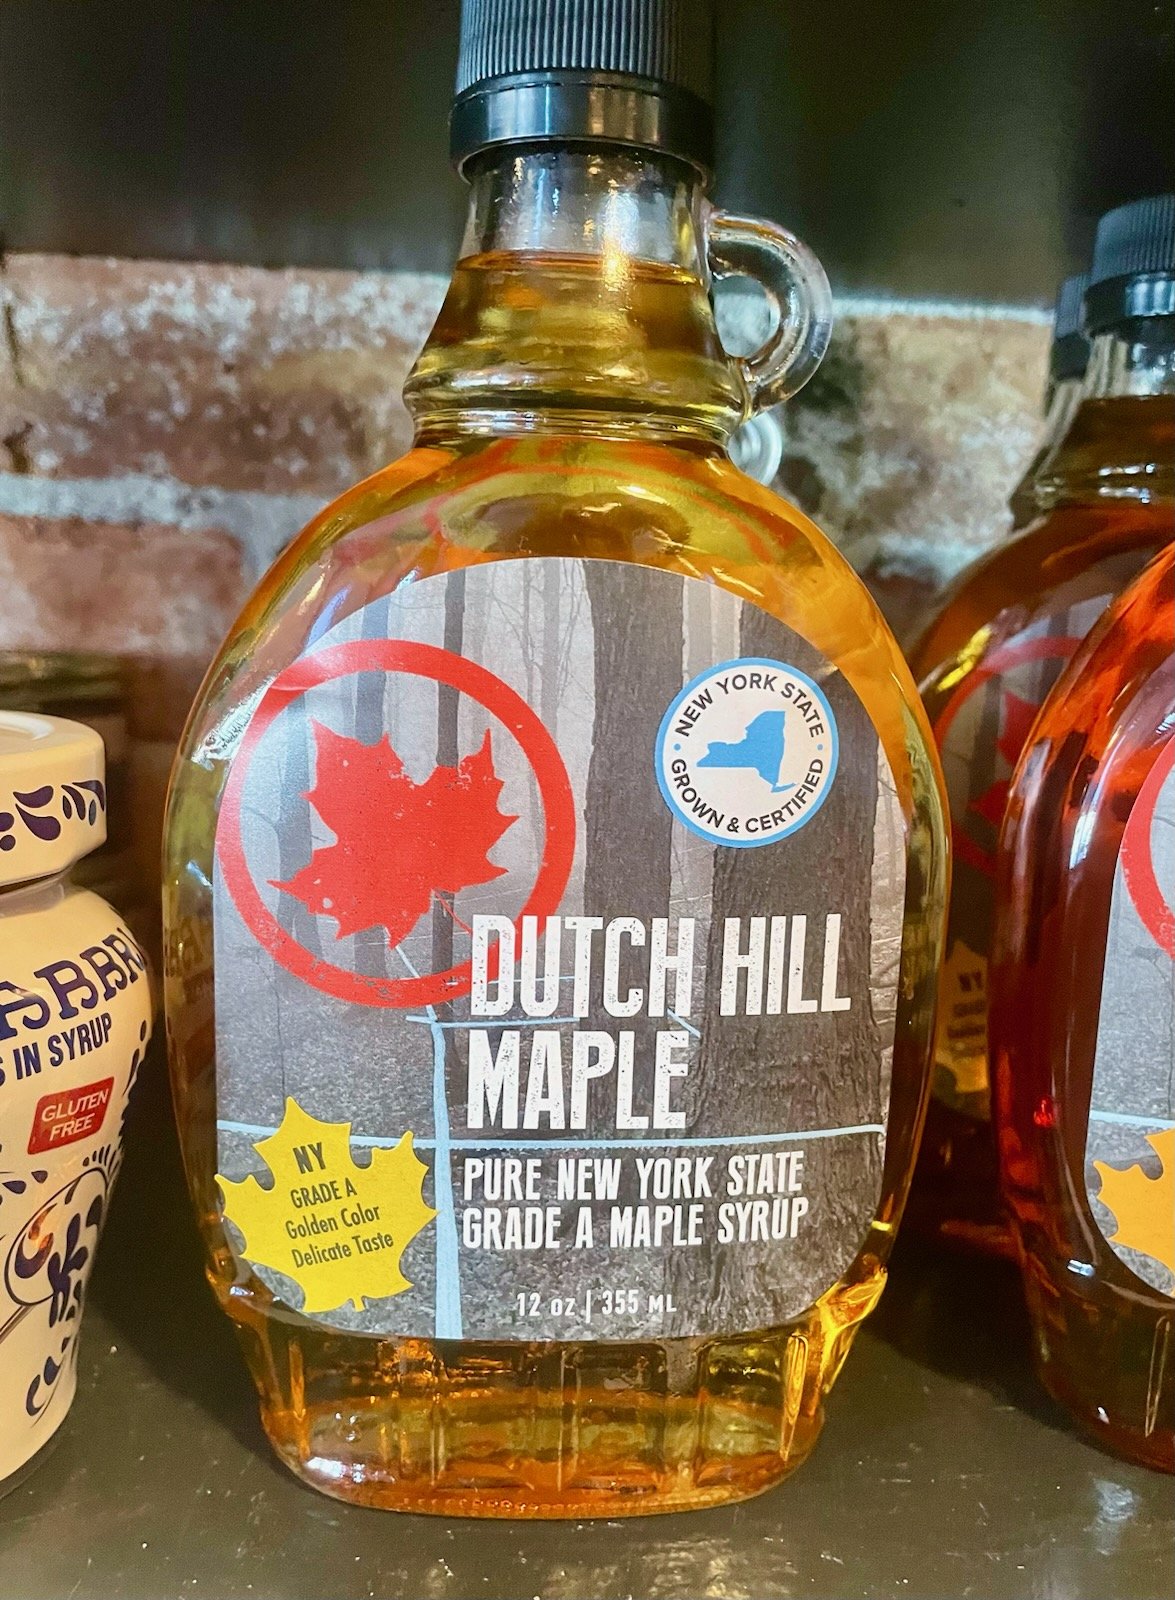 NEW YORK STATE
GROWN & CERTIFIED
DUTCH HILL
MAPLE
PURE NEW YORK STATE
GRADE A MAPLE SYRUP
12 oz | 355 ML
NY
GRADE A
Golden Color
Delicate Taste
IN SYRUP
GLUTEN
FREE